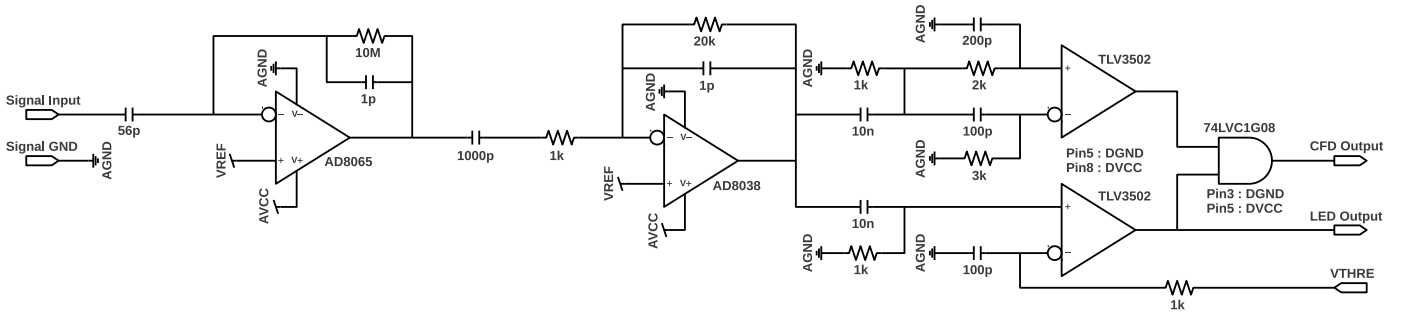 Signal Input
56p
Signal GND
AGND
AGND
10M
1p
– V–
+ V+
VREF
AVCC
AD8065
1000p
1k
20k
1p
AGND
– V–
+ V+
VREF
AVCC
AD8038
AGND
1k
10n
AGND
200p
2k
100p
AGND
3k
+
–
TLV3502
Pin5 : DGND
Pin8 : DVCC
74LVC1G08
Pin3 : DGND
Pin5 : DVCC
CFD Output
10n
AGND
1k
AGND
100p
+
–
TLV3502
LED Output
VTHRE
1k